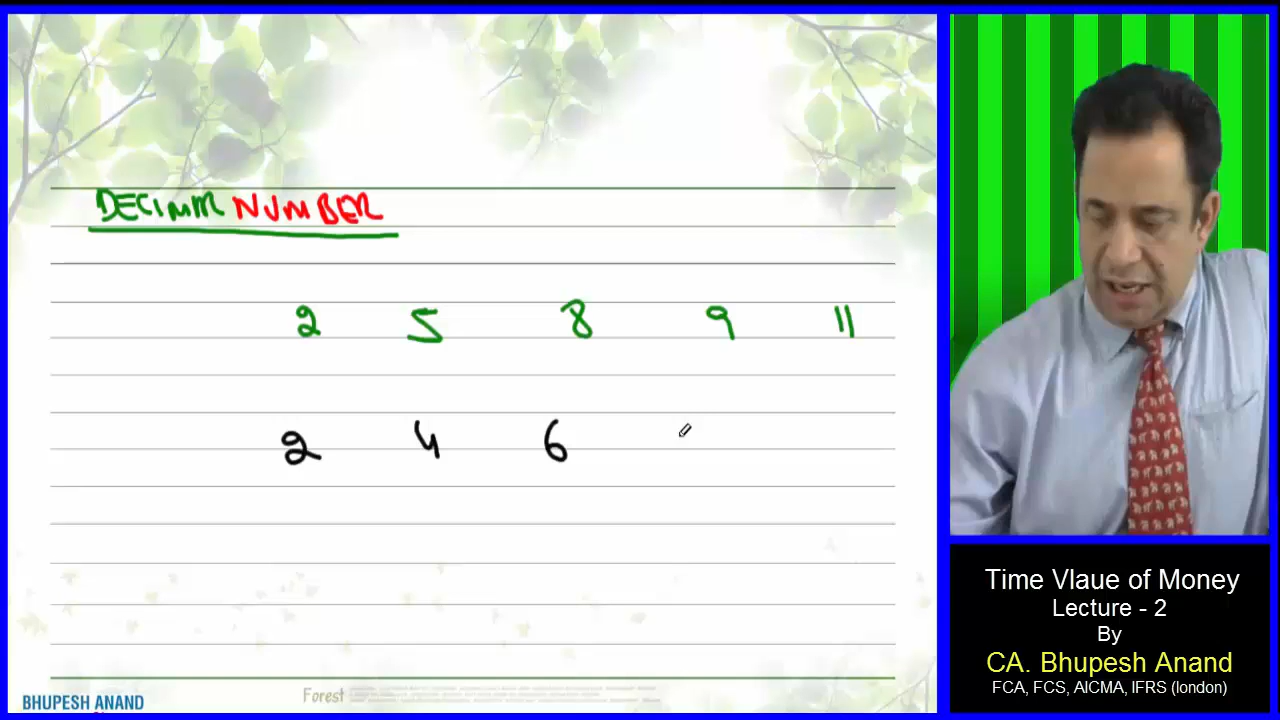 DECIMAL NUMBER
2 5 8 9 11
2 4 6
BHUPESH ANAND
Forest
Time Vlaue of Money
Lecture - 2
By
CA. Bhupesh Anand
FCA, FCS, AICMA, IFRS (london)